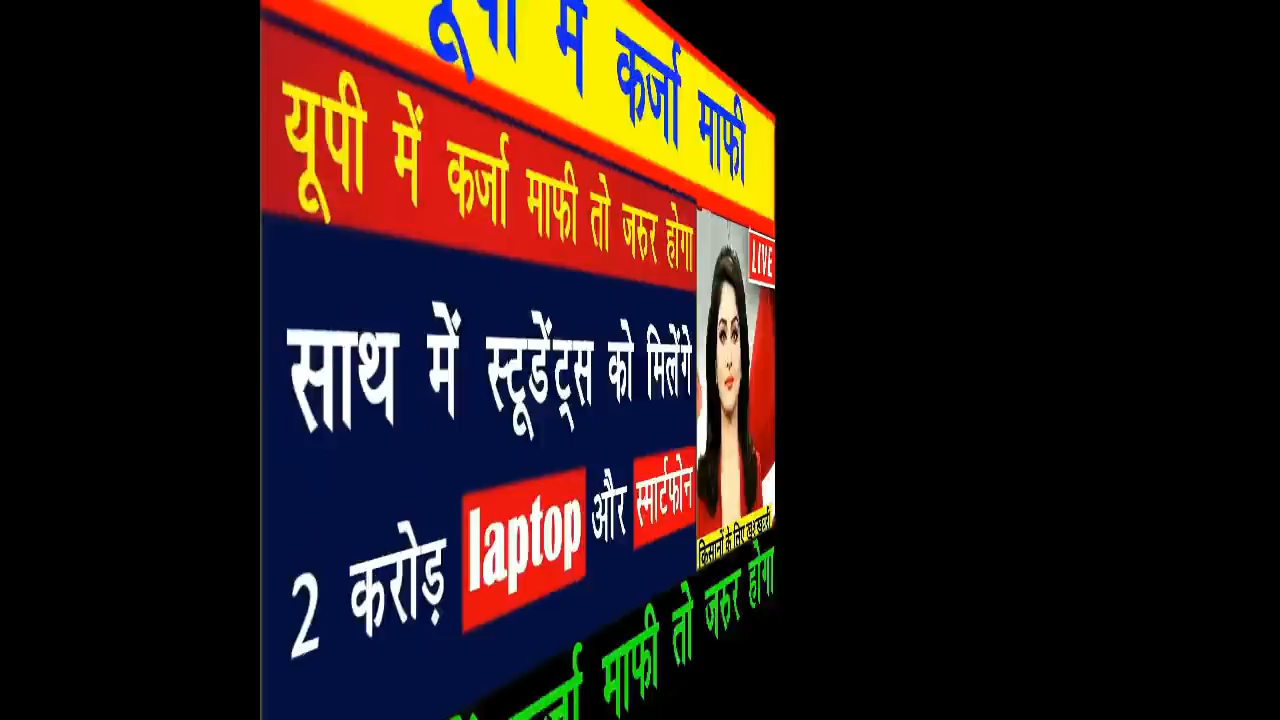 यूपी में कर्जा माफी
यूपी में कर्जा माफी तो जरुर होगा
LIVE
साथ में स्टूडेंट्स को मिलेंगे
2 करोड़ laptop और स्मार्टफोन
किसानों के लिए
कर्जा माफी तो जरुर होगा